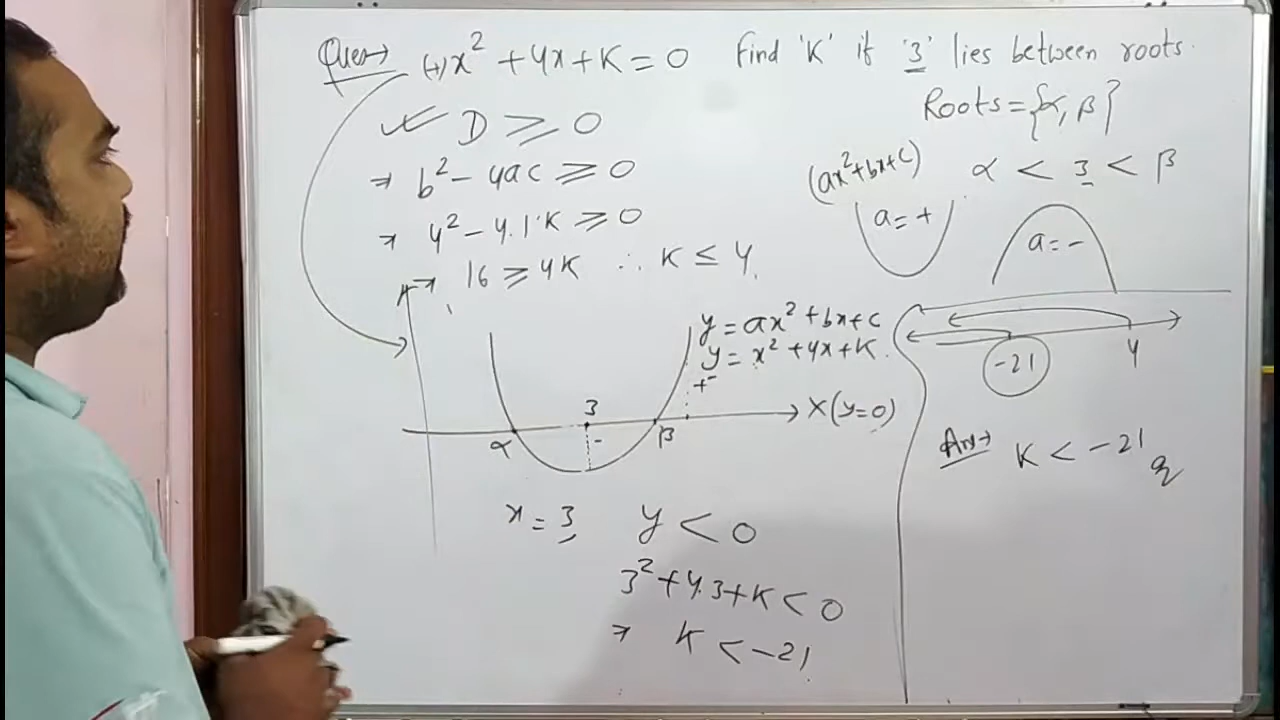 Ques→ (+)x² + 4x + K = 0 Find 'K' if '3' lies between roots.
D ≥ 0
⇒ b² - 4ac ≥ 0
⇒ 4² - 4.1.K ≥ 0
⇒ 16 ≥ 4K ∴ K ≤ 4.
Roots = {α, β}
(ax²+bx+c) α < 3 < β
a = + a = -
y = ax² + bx + c
y = x² + 4x + K.
+
3
X (y=0)
α - β
x = 3 y < 0
3² + 4.3 + K < 0
⇒ K < -21
-21 4
Ans→ K < -21